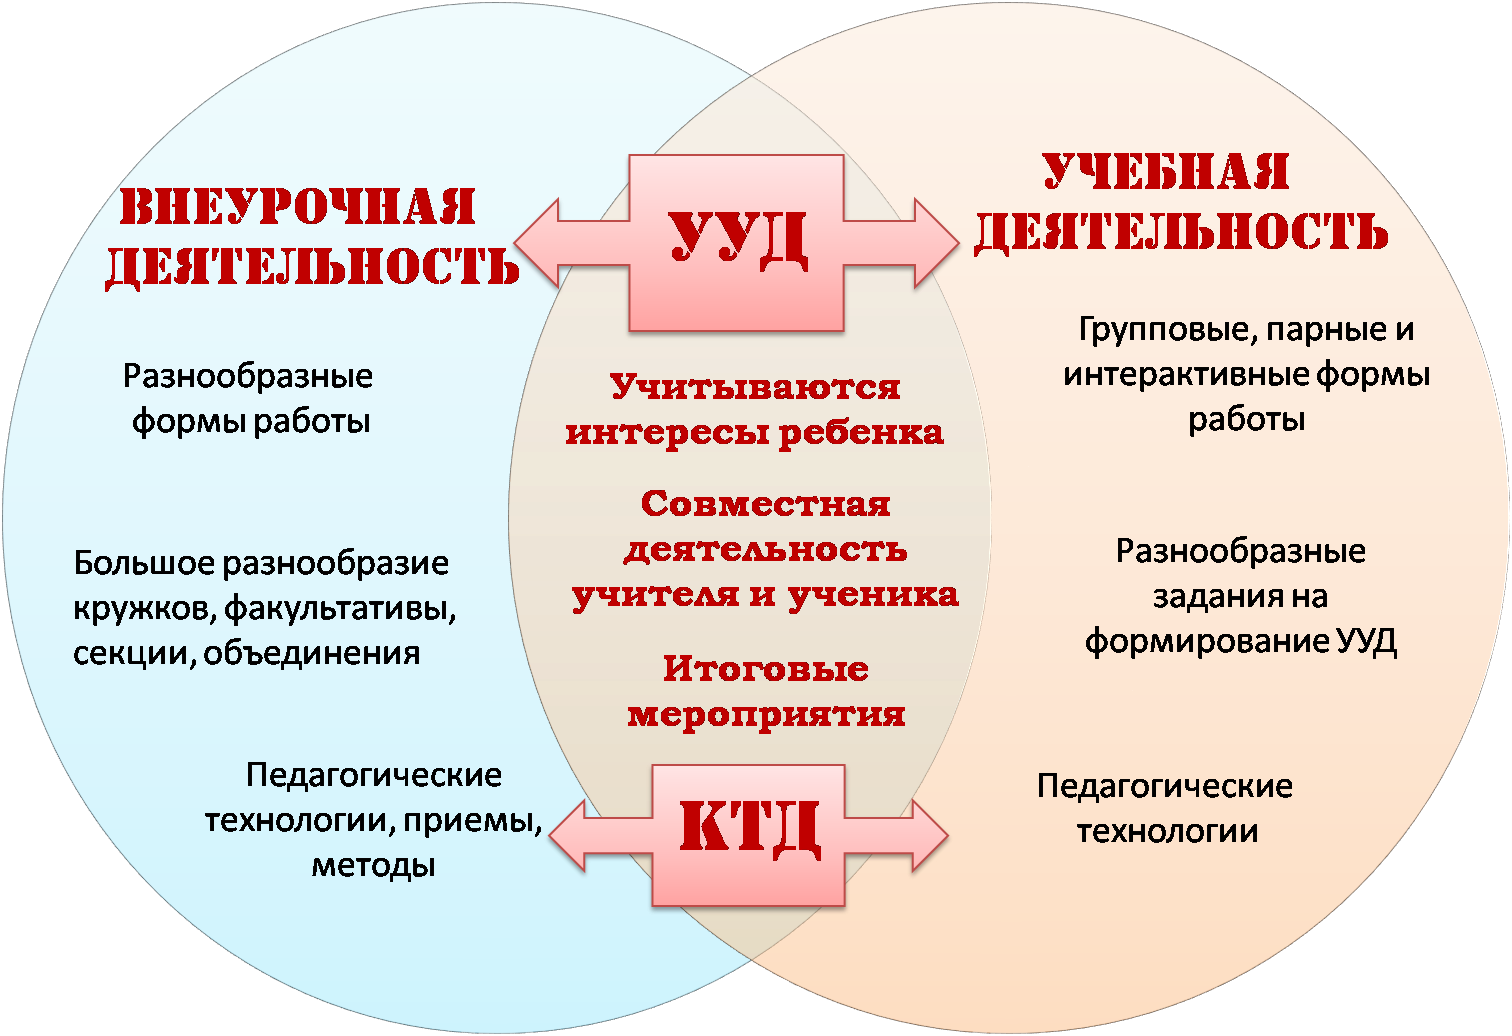 ВНЕУРОЧНАЯ
ДЕЯТЕЛЬНОСТЬ
Разнообразные
формы работы
Большое разнообразие
кружков, факультативы,
секции, объединения
Педагогические
технологии, приемы,
методы
УУД
Учитываются
интересы ребенка
Совместная
деятельность
учителя и ученика
Итоговые
мероприятия
КТД
УЧЕБНАЯ
ДЕЯТЕЛЬНОСТЬ
Групповые, парные и
интерактивные формы
работы
Разнообразные
задания на
формирование УУД
Педагогические
технологии